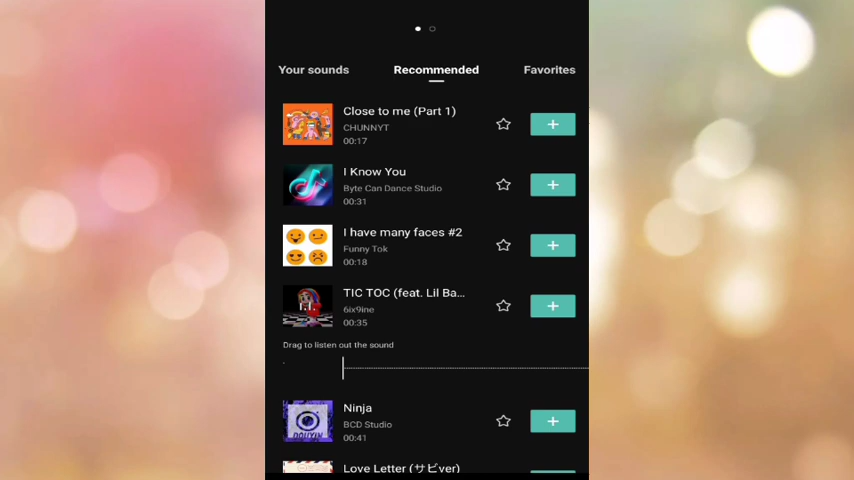 Your sounds Recommended Favorites
Close to me (Part 1)
CHUNNYT
00:17
I Know You
Byte Can Dance Studio
00:31
I have many faces #2
Funny Tok
00:18
TIC TOC (feat. Lil Ba...
6ix9ine
00:35
Drag to listen out the sound
Ninja
BCD Studio
00:41
DOUYIN
Love Letter (サビver)